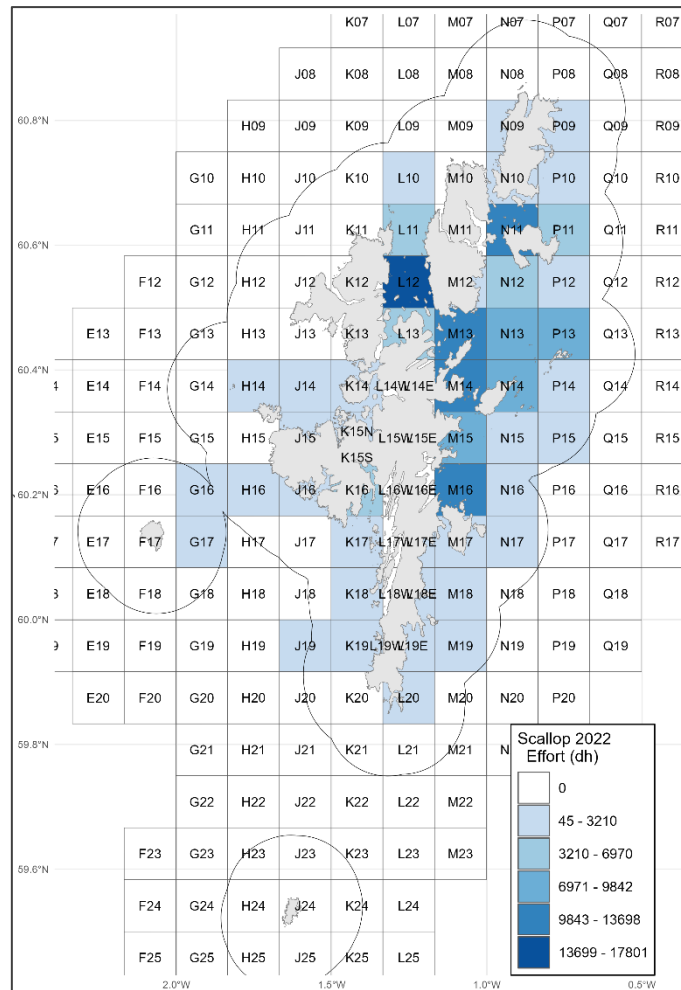 K07 L07 M07 N07 P07 Q07 R07
J08 K08 L08 M08 N08 P08 Q08 R08
60.8°N
H09 J09 K09 L09 M09 N09 P09 Q09 R09
G10 H10 J10 K10 L10 M10 N10 P10 Q10 R10
G11 H11 J11 K11 L11 M11 N11 P11 Q11 R11
60.6°N
F12 G12 H12 J12 K12 L12 M12 N12 P12 Q12 R12
E13 F13 G13 H13 J13 K13 L13 M13 N13 P13 Q13 R13
60.4°N
4 E14 F14 G14 H14 J14 K14 L14W L14E M14 N14 P14 Q14 R14
5 E15 F15 G15 H15 J15 K15N L15W L15E M15 N15 P15 Q15 R15
K15S
60.2°N
6 E16 F16 G16 H16 J16 K16 L16W L16E M16 N16 P16 Q16 R16
7 E17 F17 G17 H17 J17 K17 L17W L17E M17 N17 P17 Q17 R17
60.0°N
8 E18 F18 G18 H18 J18 K18 L18W L18E M18 N18 P18 Q18
9 E19 F19 G19 H19 J19 K19 L19W L19E M19 N19 P19 Q19
E20 F20 G20 H20 J20 K20 L20 M20 N20 P20
59.8°N
G21 H21 J21 K21 L21 M21 N
G22 H22 J22 K22 L22 M22
59.6°N
F23 G23 H23 J23 K23 L23 M23
F24 G24 H24 J24 K24 L24
F25 G25 H25 J25 K25 L25
2.0°W 1.5°W 1.0°W 0.5°W
Scallop 2022
Effort (dh)
0
45 - 3210
3210 - 6970
6971 - 9842
9843 - 13698
13699 - 17801